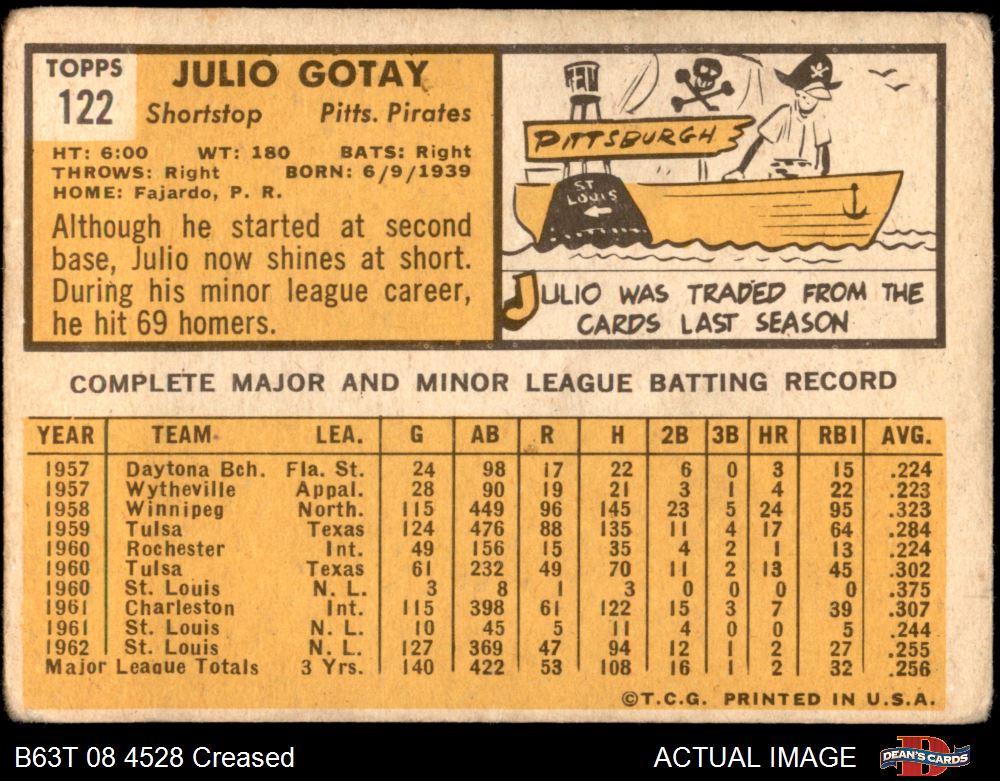 TOPPS
122
JULIO GOTAY
Shortstop Pitts. Pirates
HT: 6:00 WT: 180 BATS: Right
THROWS: Right BORN: 6/9/1939
HOME: Fajardo, P. R.
Although he started at second
base, Julio now shines at short.
During his minor league career,
he hit 69 homers.
PITTSBURGH
ST
LOUIS
JULIO WAS TRADED FROM THE
CARDS LAST SEASON
COMPLETE MAJOR AND MINOR LEAGUE BATTING RECORD
YEAR TEAM LEA. G AB R H 2B 3B HR RBI AVG.
1957 Daytona Bch. Fla. St. 24 98 17 22 6 0 3 15 .224
1957 Wytheville Appal. 28 90 19 21 3 1 4 22 .223
1958 Winnipeg North. 115 449 96 145 23 5 24 95 .323
1959 Tulsa Texas 124 476 88 135 11 4 17 64 .284
1960 Rochester Int. 49 156 15 35 4 2 1 13 .224
1960 Tulsa Texas 61 232 49 70 11 2 13 45 .302
1960 St. Louis N. L. 3 8 1 3 0 0 0 0 .375
1961 Charleston Int. 115 398 61 122 15 3 7 39 .307
1961 St. Louis N. L. 10 45 5 11 4 0 0 5 .244
1962 St. Louis N. L. 127 369 47 94 12 1 2 27 .255
Major League Totals 3 Yrs. 140 422 53 108 16 1 2 32 .256
©T.C.G. PRINTED IN U.S.A.
B63T 08 4528 Creased ACTUAL IMAGE
D
DEAN'S CARDS